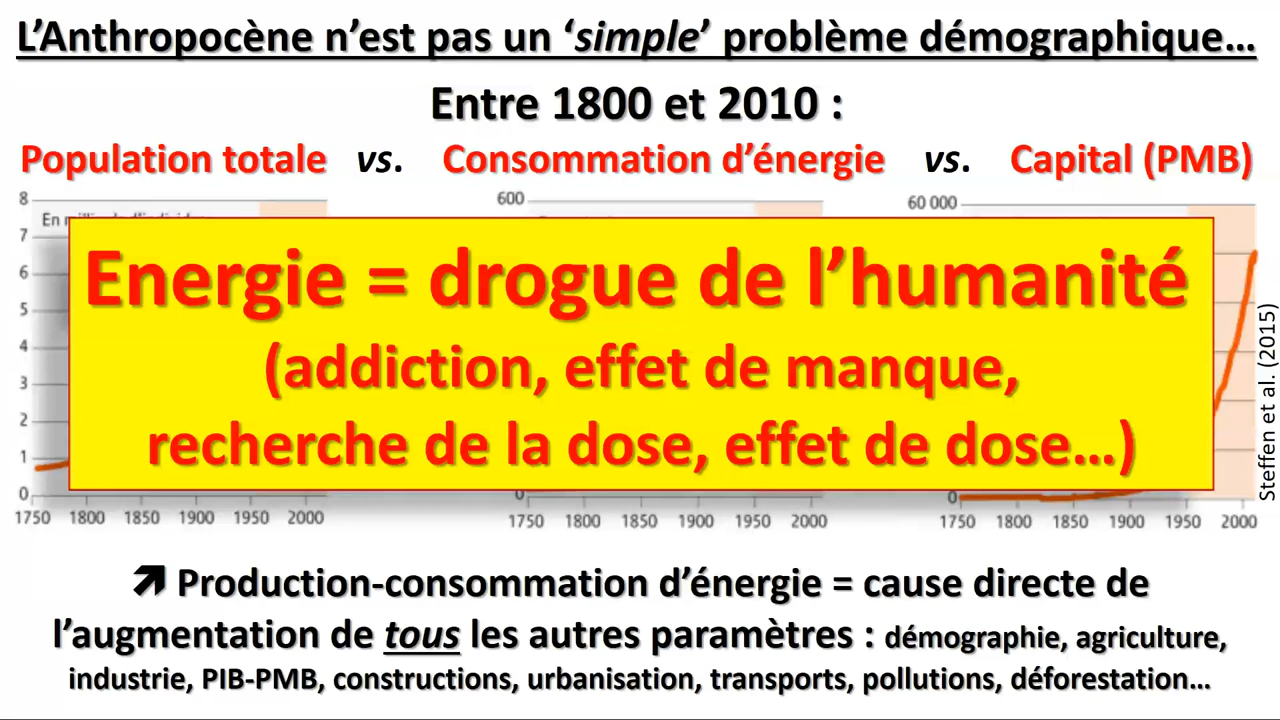 L’Anthropocène n’est pas un ‘simple’ problème démographique…
Entre 1800 et 2010 :
Population totale vs. Consommation d’énergie vs. Capital (PMB)
8
En
7
6
5
4
3
2
1
0
1750 1800 1850 1900 1950 2000
600
0
1750 1800 1850 1900 1950 2000
60 000
0
1750 1800 1850 1900 1950 2000
Steffen et al. (2015)
Energie = drogue de l’humanité
(addiction, effet de manque,
recherche de la dose, effet de dose…)
🡽 Production-consommation d’énergie = cause directe de
l’augmentation de tous les autres paramètres : démographie, agriculture,
industrie, PIB-PMB, constructions, urbanisation, transports, pollutions, déforestation…